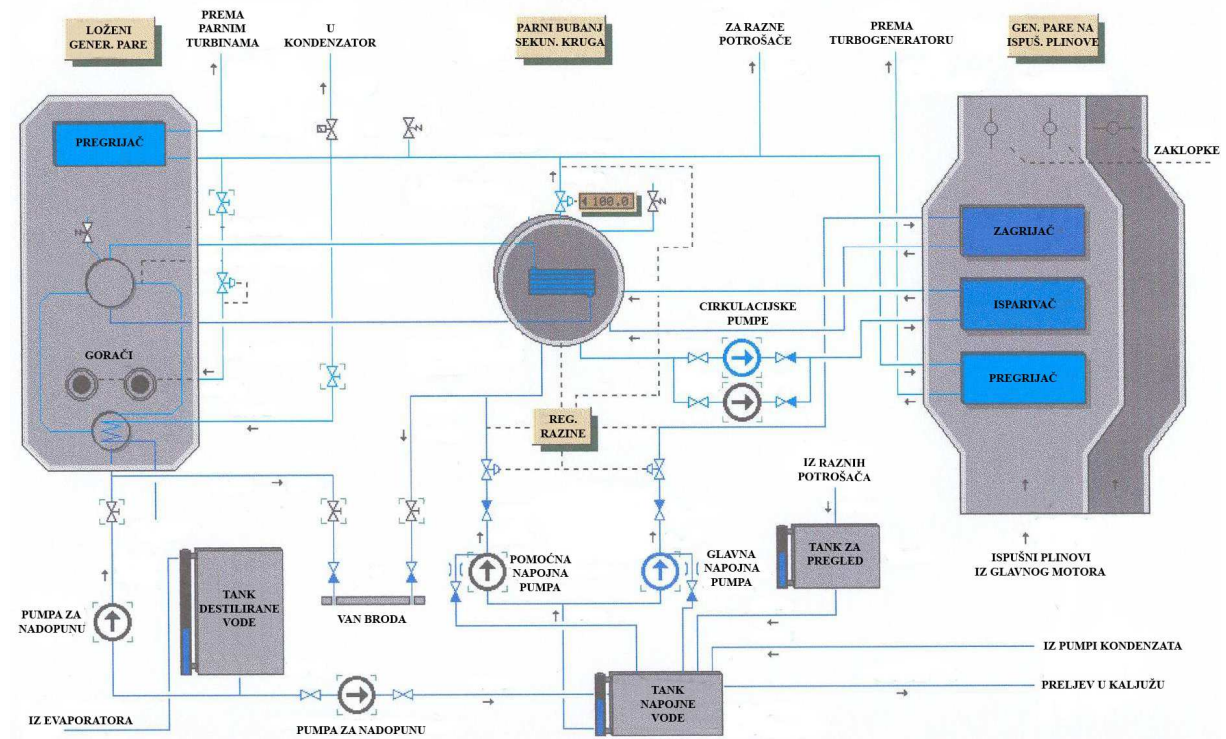 LOŽENI
GENER. PARE
PREMA
PARNIM
TURBINAMA
U
KONDENZATOR
PARNI BUBANJ
SEKUN. KRUGA
ZA RAZNE
POTROŠAČE
PREMA
TURBOGENERATORU
GEN. PARE NA
ISPUŠ. PLINOVE
PREGRIJAČ
ZAKLOPKE
100.0
ZAGRIJAČ
ISPARIVAČ
CIRKULACIJSKE
PUMPE
GORAČI
PREGRIJAČ
REG.
RAZINE
IZ RAZNIH
POTROŠAČA
TANK
DESTILIRANE
VODE
POMOĆNA
NAPOJNA
PUMPA
GLAVNA
NAPOJNA
PUMPA
TANK ZA
PREGLED
ISPUŠNI PLINOVI
IZ GLAVNOG MOTORA
PUMPA ZA
NADOPUNU
VAN BRODA
IZ PUMPI KONDENZATA
TANK
NAPOJNE
VODE
PRELJEV U KALJUŽU
IZ EVAPORATORA
PUMPA ZA NADOPUNU